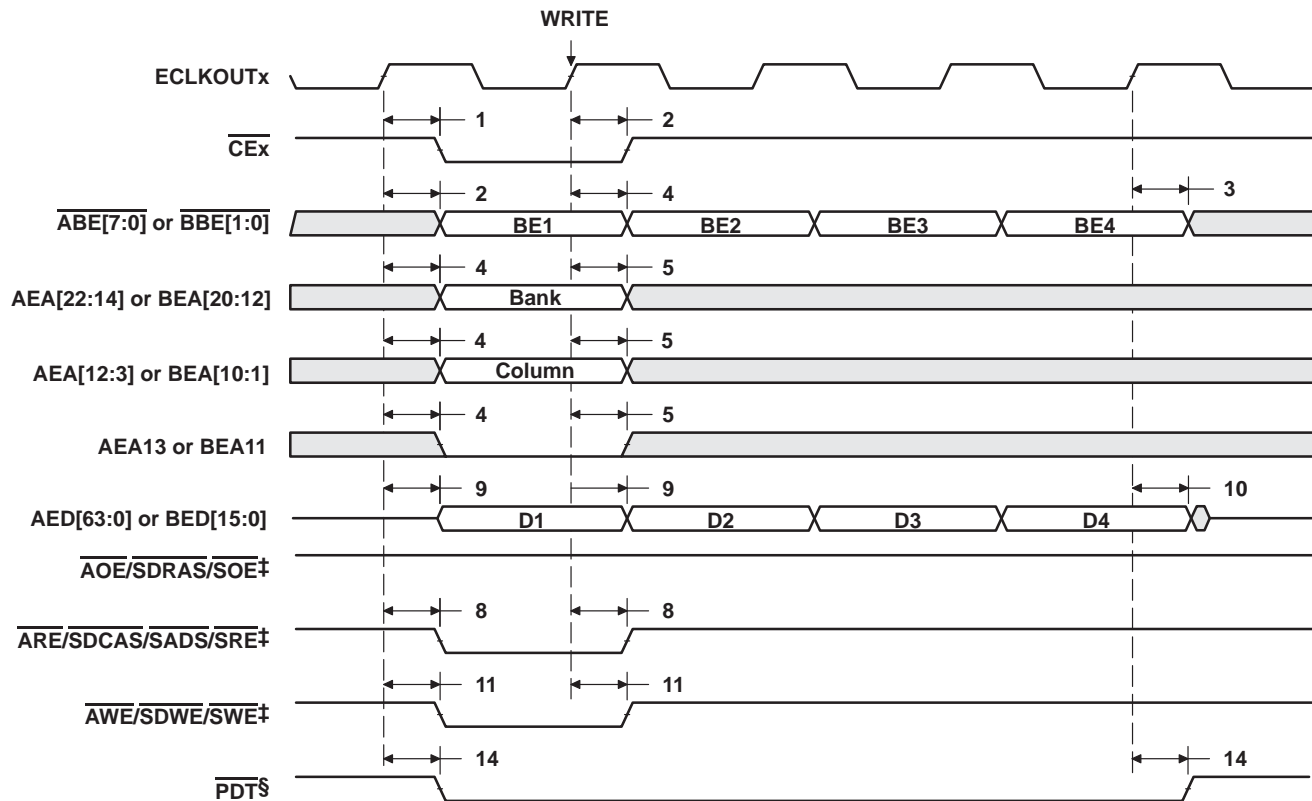 WRITE
ECLKOUTx
1 2
CEx
2 4 3
ABE[7:0] or BBE[1:0] BE1 BE2 BE3 BE4
4 5
AEA[22:14] or BEA[20:12] Bank
4 5
AEA[12:3] or BEA[10:1] Column
4 5
AEA13 or BEA11
9 9 10
AED[63:0] or BED[15:0] D1 D2 D3 D4
AOE/SDRAS/SOE‡
8 8
ARE/SDCAS/SADS/SRE‡
11 11
AWE/SDWE/SWE‡
14 14
PDT§